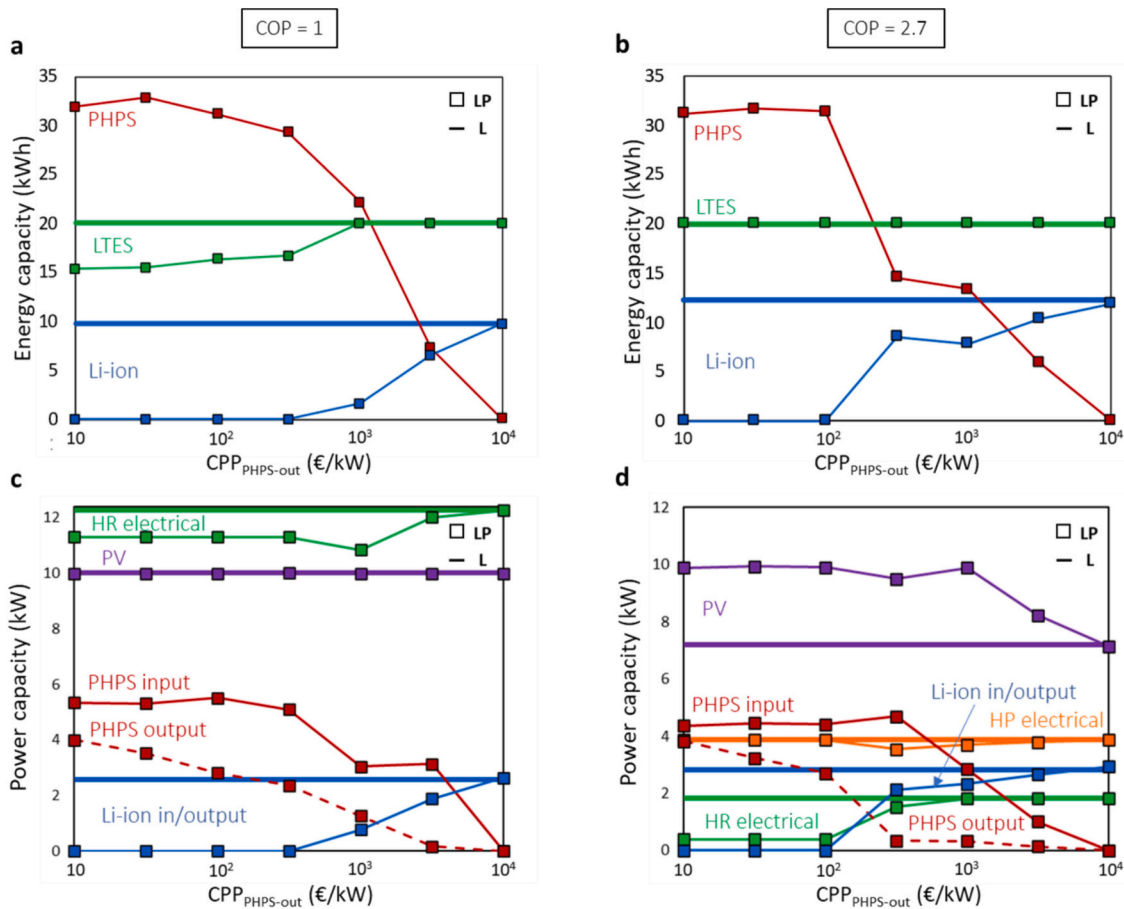 COP = 1
COP = 2.7
a
b
35
30
25
20
15
10
5
0
Energy capacity (kWh)
PHPS
LTES
Li-ion
LP
L
10
10²
10³
10⁴
CPP_PHPS-out (€/kW)
35
30
25
20
15
10
5
0
Energy capacity (kWh)
PHPS
LTES
Li-ion
LP
L
10
10²
10³
10⁴
CPP_PHPS-out (€/kW)
c
d
12
10
8
6
4
2
0
Power capacity (kW)
HR electrical
PV
LP
L
PHPS input
PHPS output
Li-ion in/output
10
10²
10³
10⁴
CPP_PHPS-out (€/kW)
12
10
8
6
4
2
0
Power capacity (kW)
LP
L
PV
Li-ion in/output
PHPS input
HP electrical
HR electrical
PHPS output
10
10²
10³
10⁴
CPP_PHPS-out (€/kW)